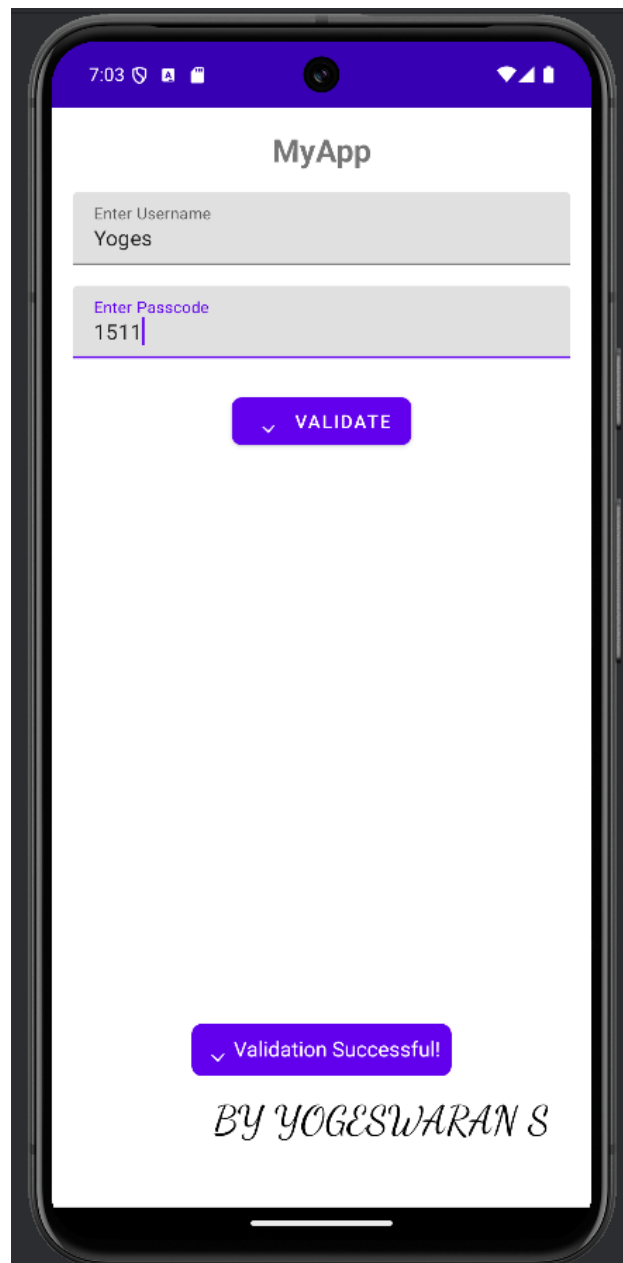 7:03
MyApp
Enter Username
Yoges
Enter Passcode
1511
VALIDATE
Validation Successful!
BY YOGESWARAN S